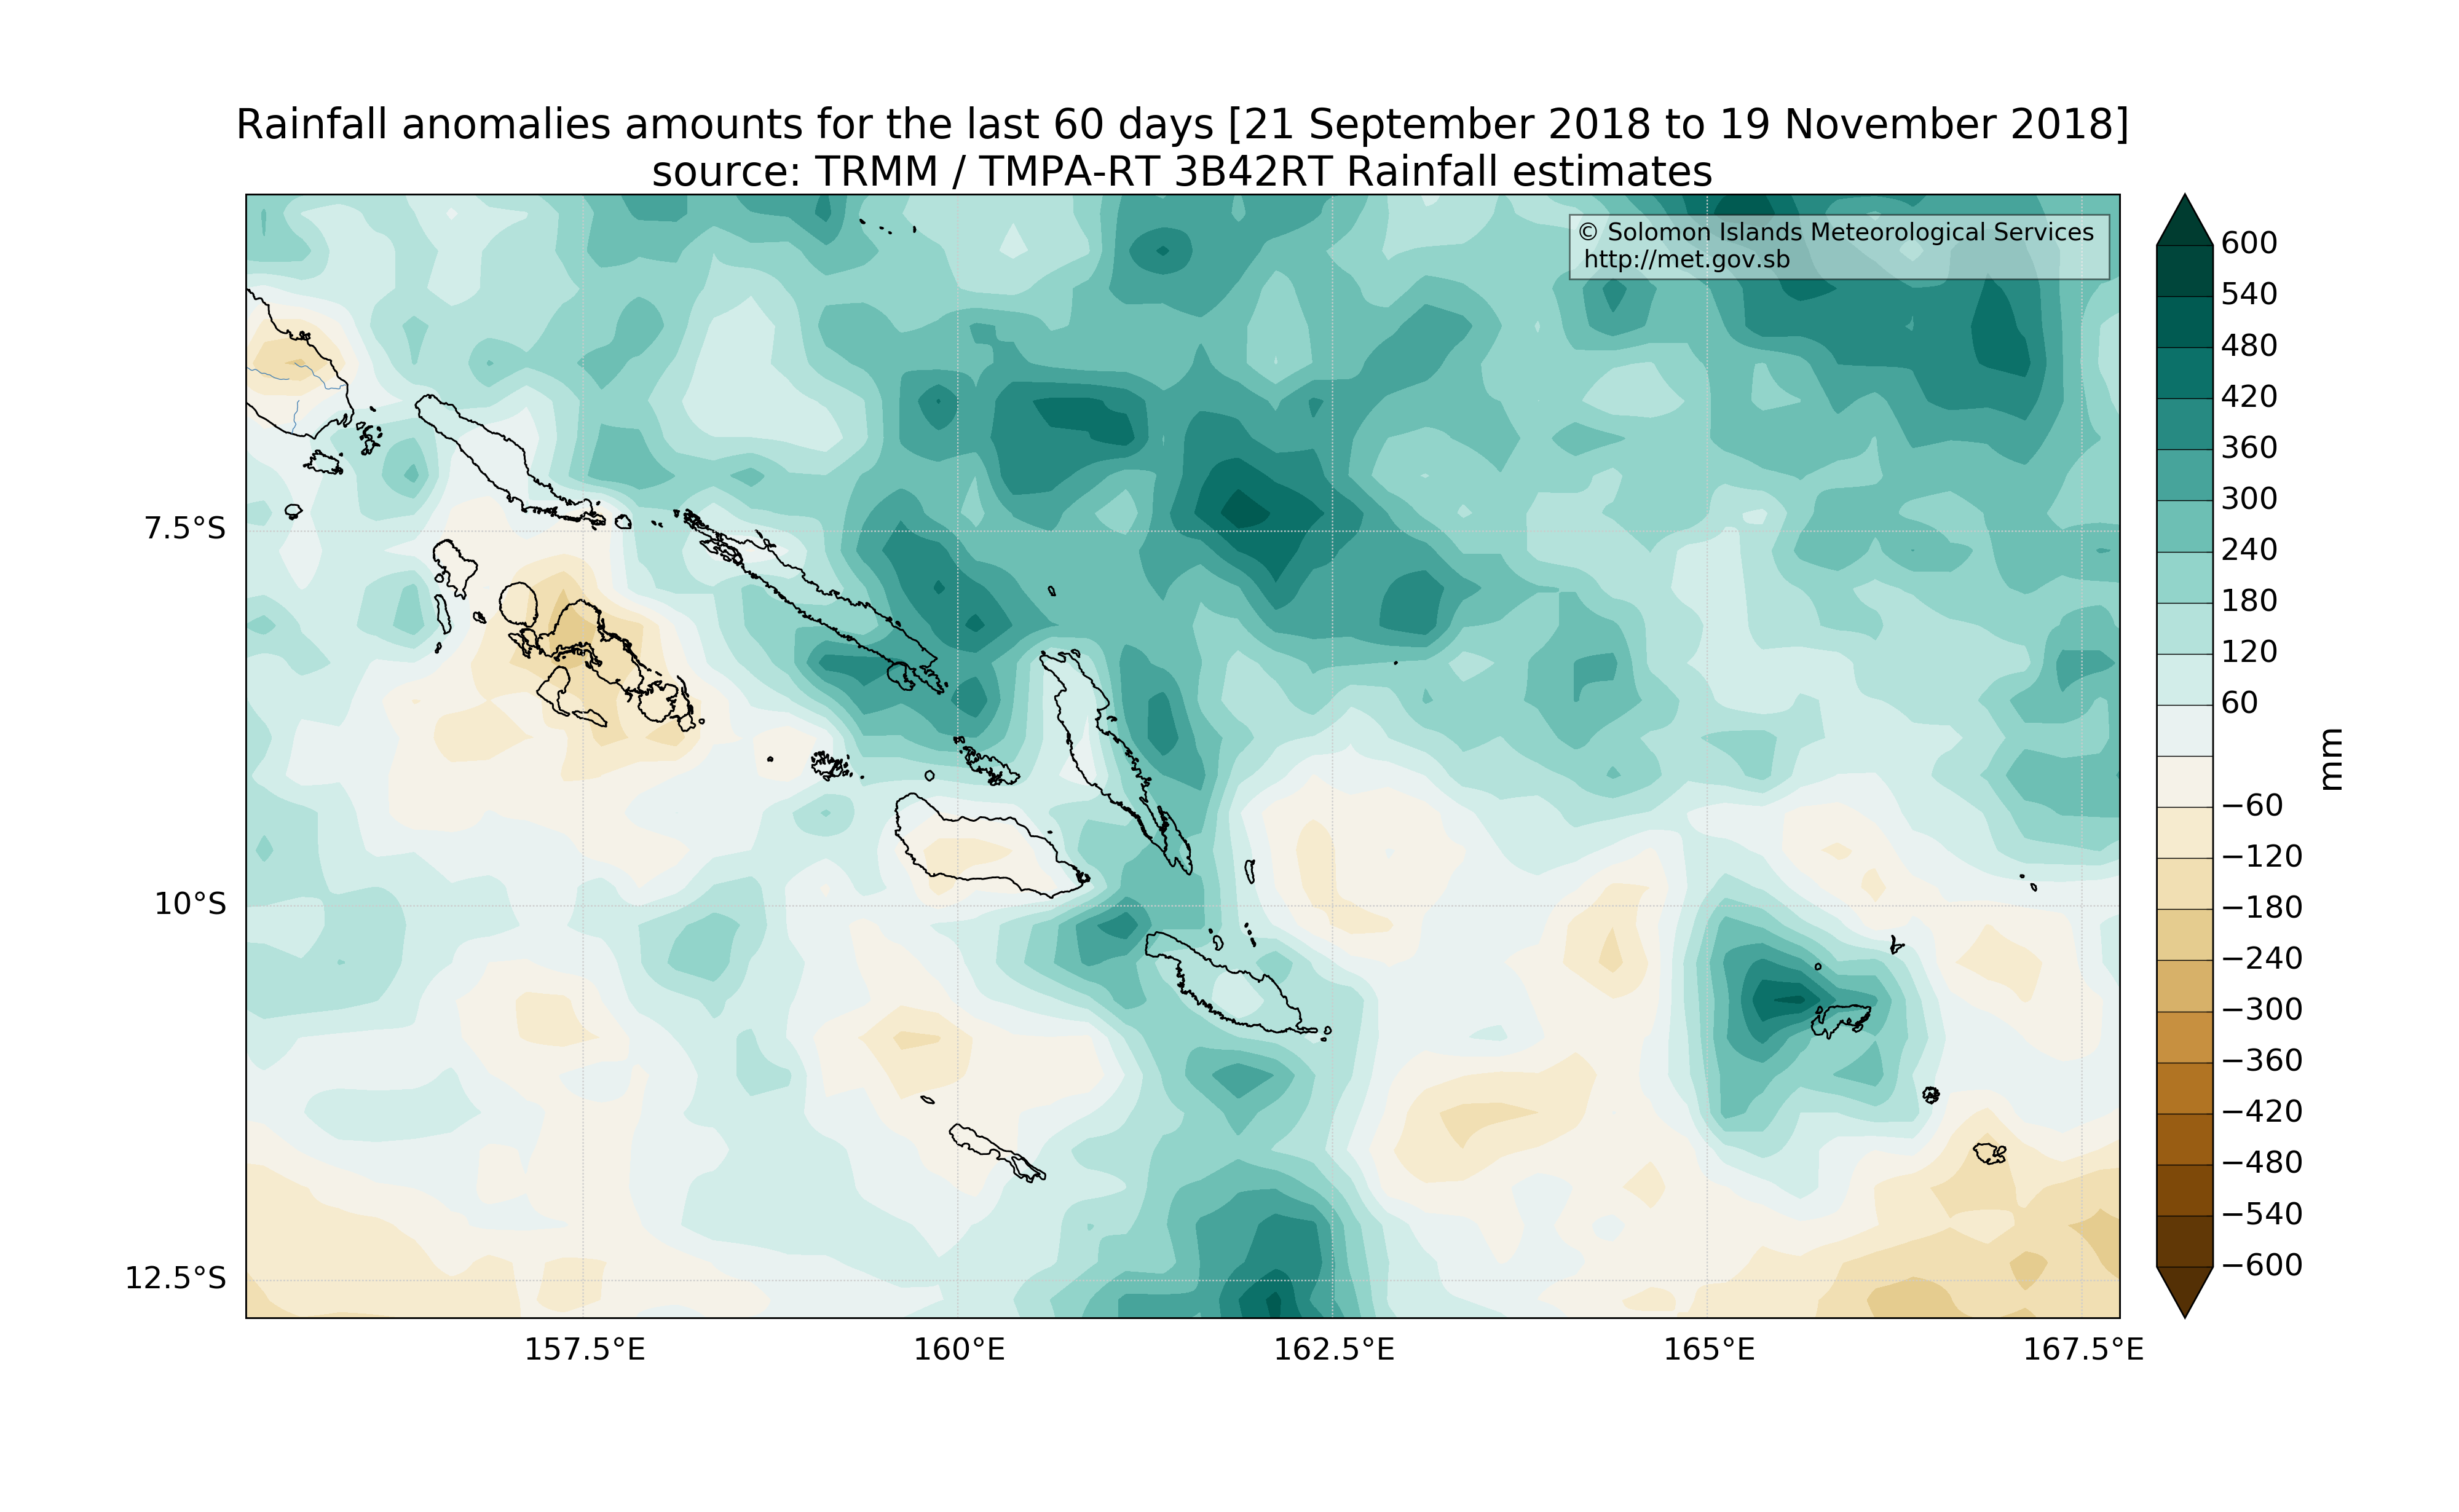 Rainfall anomalies amounts for the last 60 days [21 September 2018 to 19 November 2018]
source: TRMM / TMPA-RT 3B42RT Rainfall estimates
© Solomon Islands Meteorological Services
http://met.gov.sb
7.5°S
10°S
12.5°S
157.5°E
160°E
162.5°E
165°E
167.5°E
600
540
480
420
360
300
240
180
120
60
−60
−120
−180
−240
−300
−360
−420
−480
−540
−600
mm